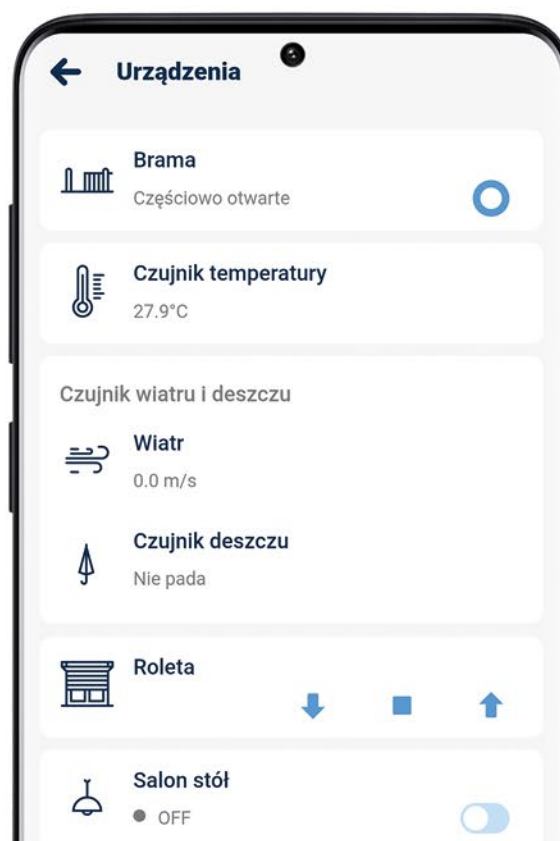 Urządzenia
Brama
Częściowo otwarte
Czujnik temperatury
27.9°C
Czujnik wiatru i deszczu
Wiatr
0.0 m/s
Czujnik deszczu
Nie pada
Roleta
Salon stół
OFF